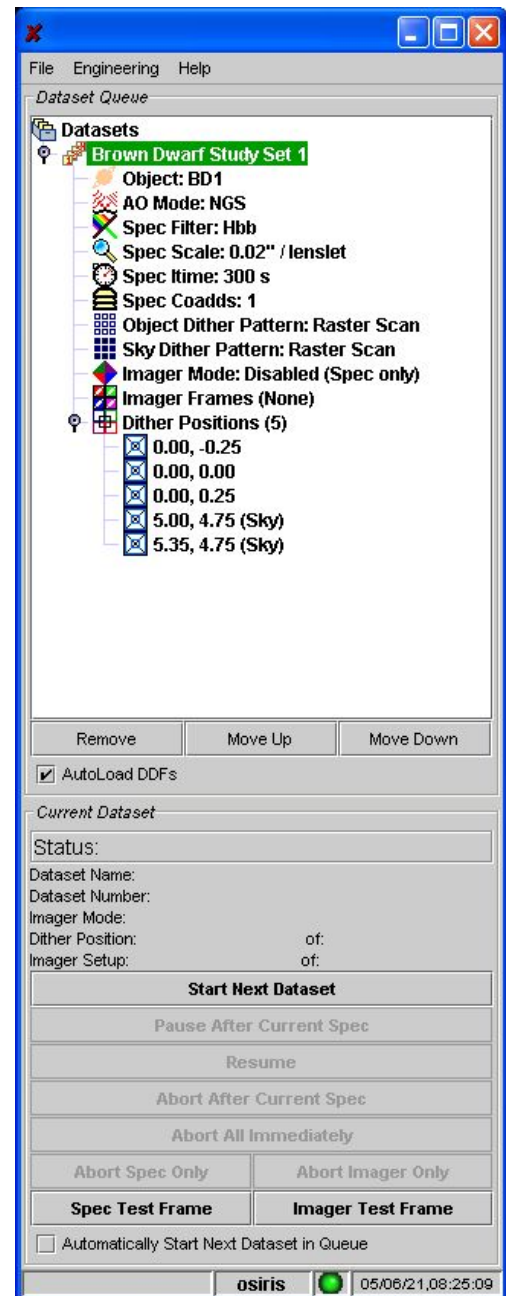 File Engineering Help
Dataset Queue
Datasets
Brown Dwarf Study Set 1
Object: BD1
AO Mode: NGS
Spec Filter: Hbb
Spec Scale: 0.02" / lenslet
Spec Itime: 300 s
Spec Coadds: 1
Object Dither Pattern: Raster Scan
Sky Dither Pattern: Raster Scan
Imager Mode: Disabled (Spec only)
Imager Frames (None)
Dither Positions (5)
0.00, -0.25
0.00, 0.00
0.00, 0.25
5.00, 4.75 (Sky)
5.35, 4.75 (Sky)
Remove Move Up Move Down
AutoLoad DDFs
Current Dataset
Status:
Dataset Name:
Dataset Number:
Imager Mode:
Dither Position: of:
Imager Setup: of:
Start Next Dataset
Pause After Current Spec
Resume
Abort After Current Spec
Abort All Immediately
Abort Spec Only Abort Imager Only
Spec Test Frame Imager Test Frame
Automatically Start Next Dataset in Queue
osiris 05/06/21,08:25:09